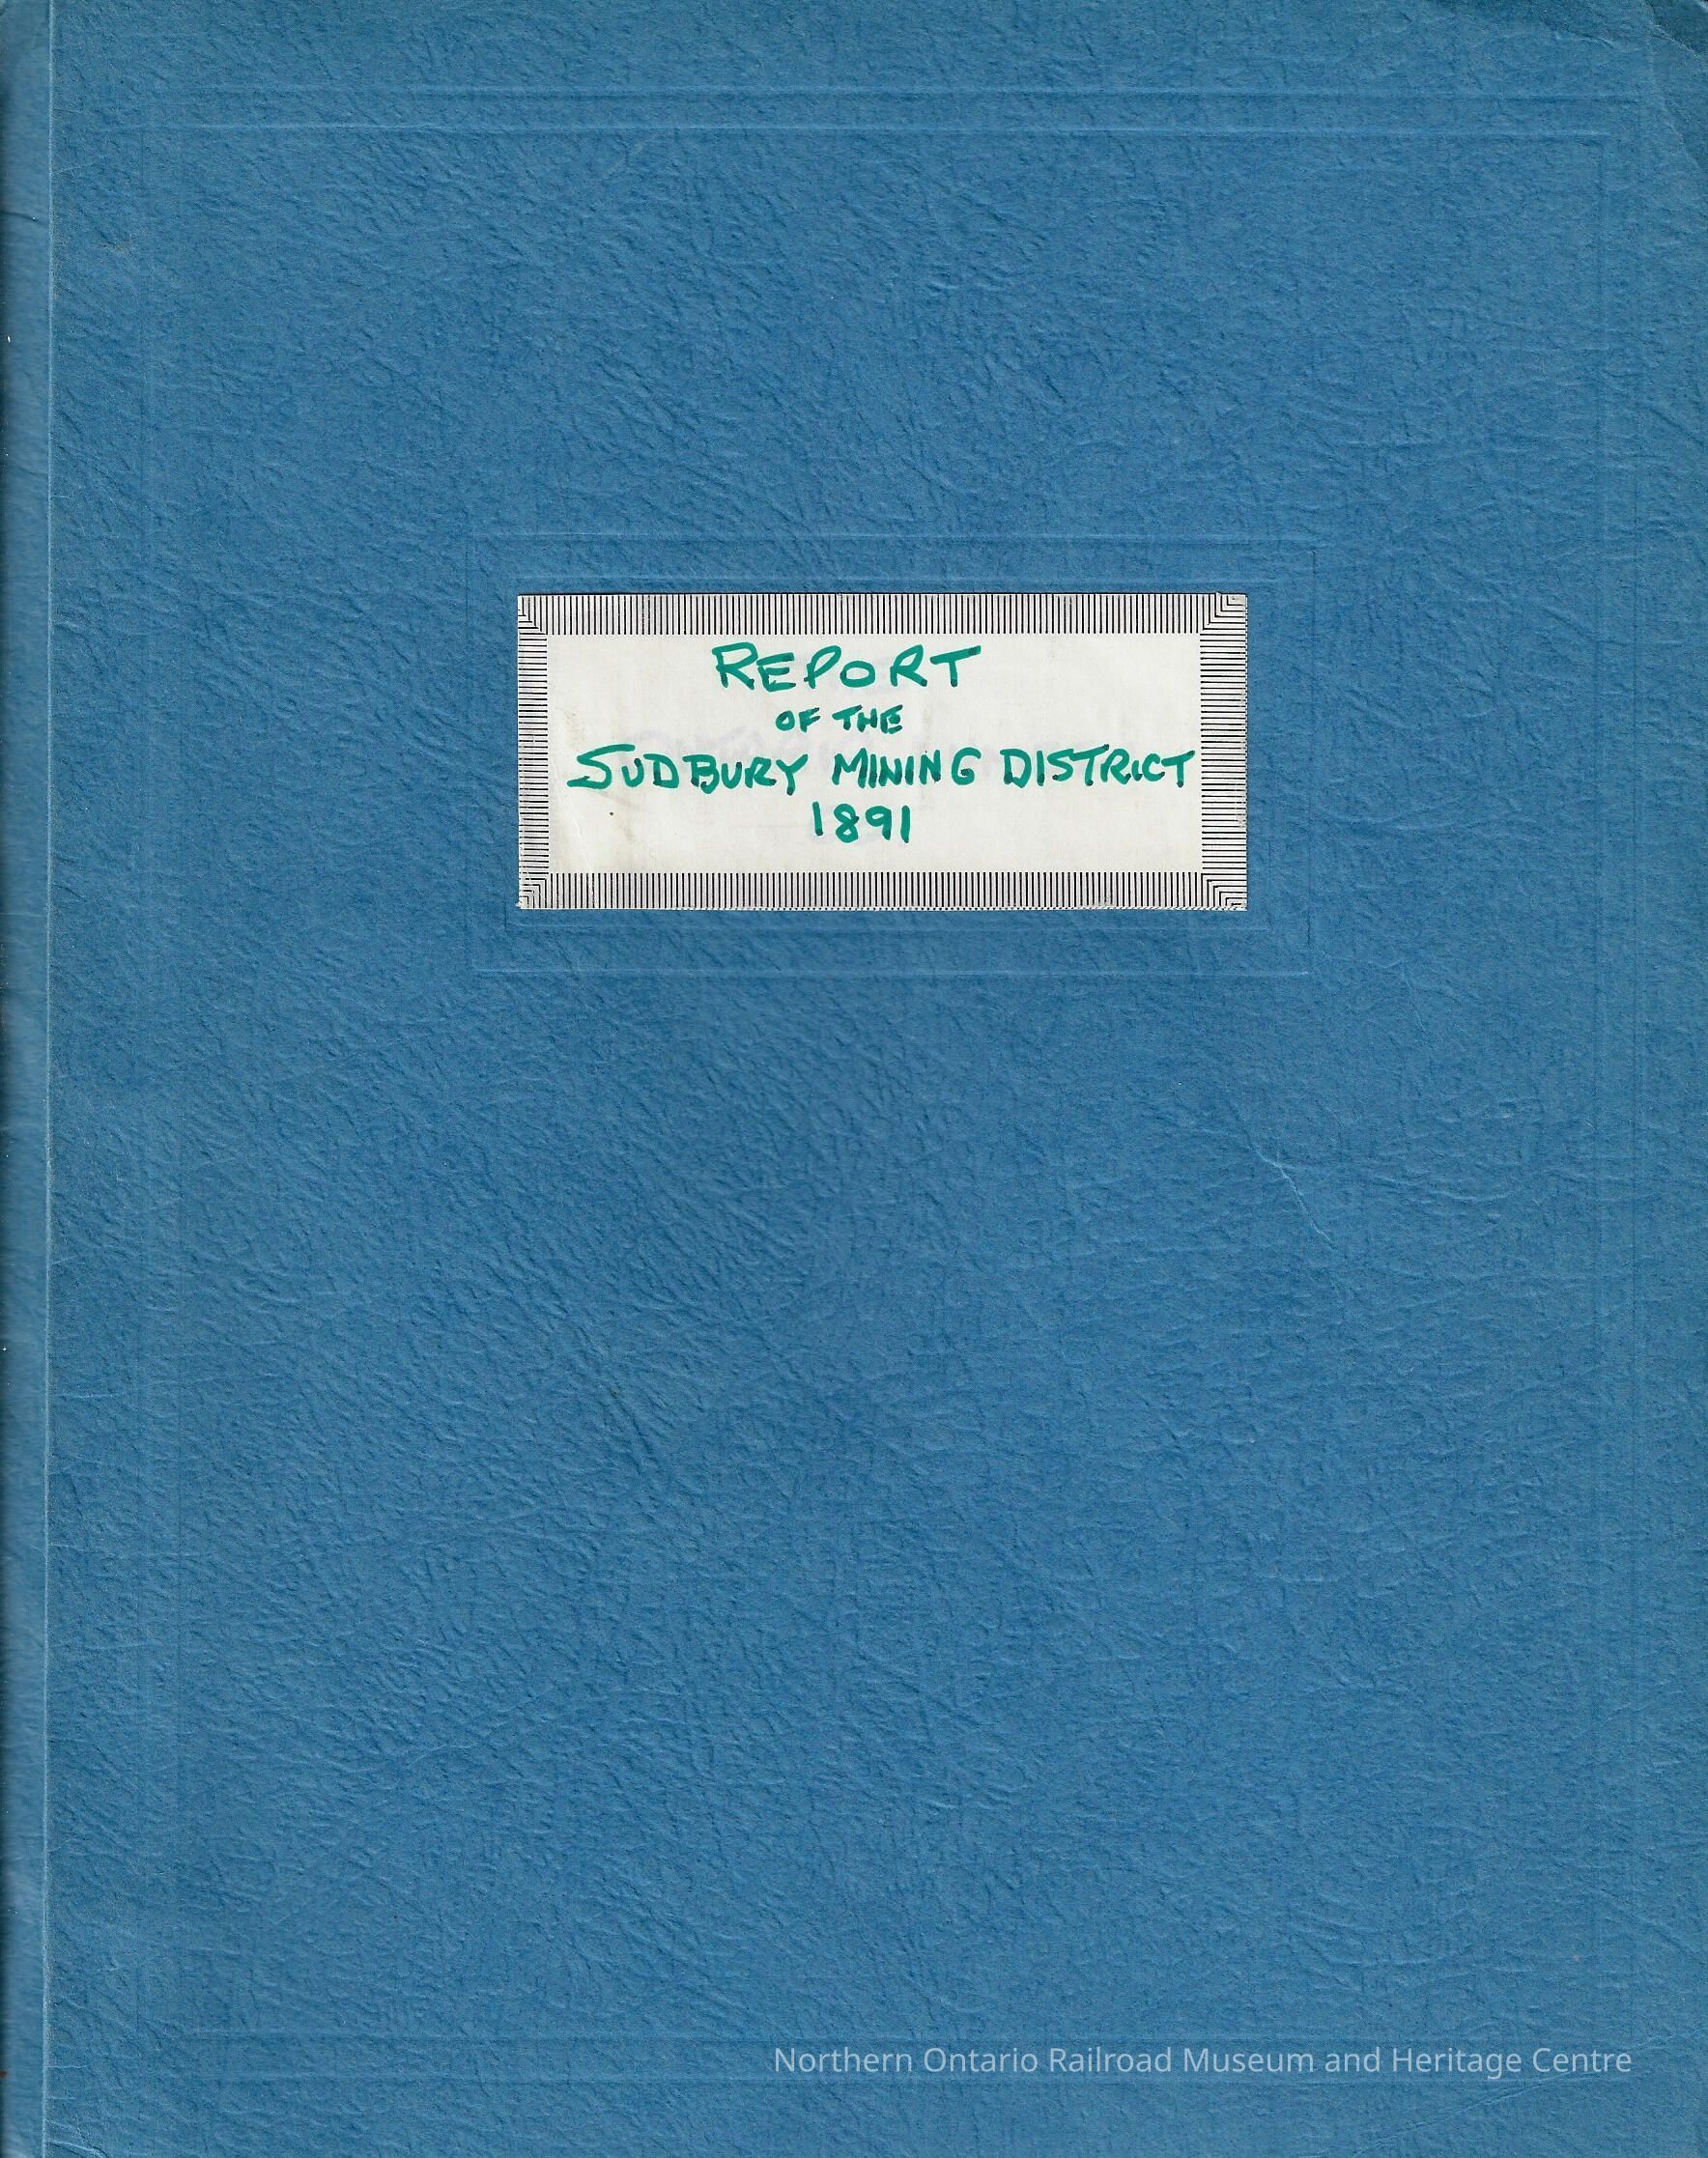 REPORT
OF THE
SUDBURY MINING DISTRICT
1891
Northern Ontario Railroad Museum and Heritage Centre